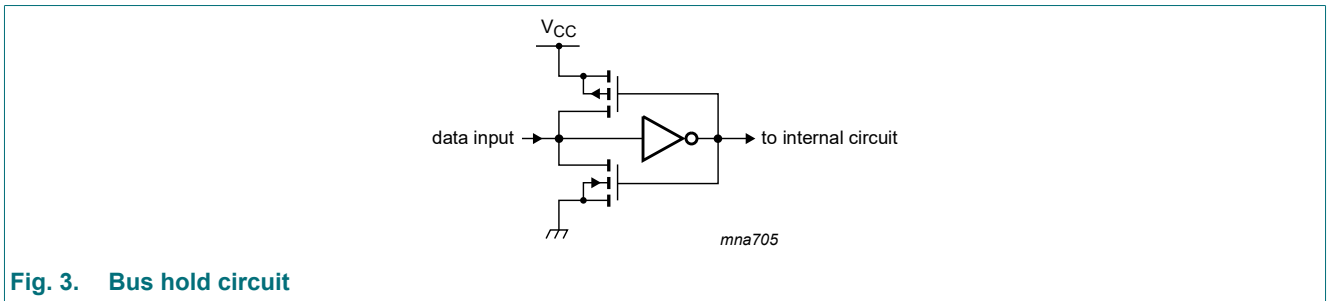 VCC
data input
to internal circuit
mna705
Fig. 3. Bus hold circuit